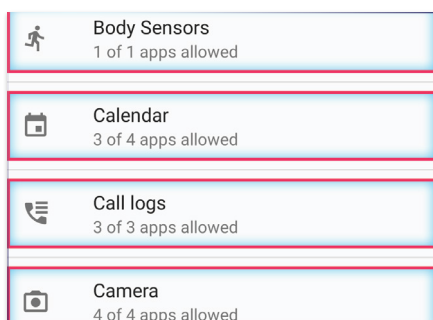 Body Sensors
1 of 1 apps allowed
Calendar
3 of 4 apps allowed
Call logs
3 of 3 apps allowed
Camera
4 of 4 apps allowed